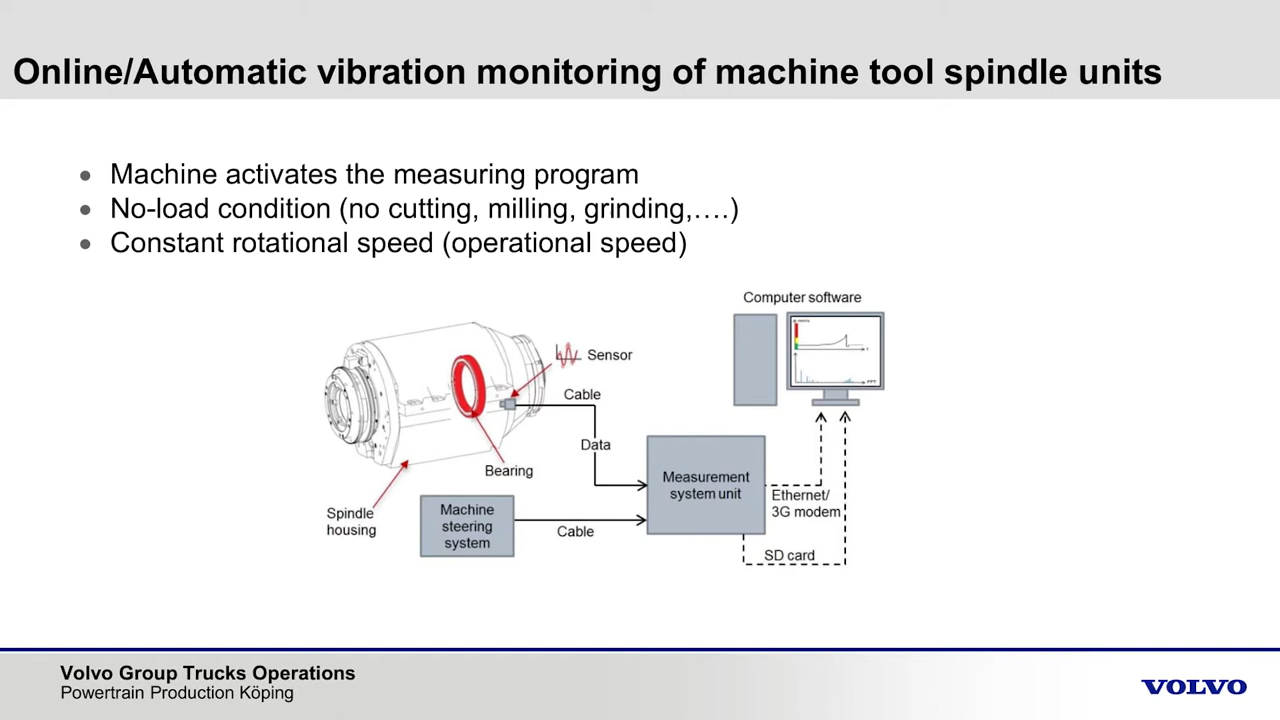 Online/Automatic vibration monitoring of machine tool spindle units
Machine activates the measuring program
No-load condition (no cutting, milling, grinding,….)
Constant rotational speed (operational speed)
Computer software
Sensor
Cable
Data
Bearing
Spindle
housing
Machine
steering
system
Cable
Measurement
system unit
Ethernet/
3G modem
SD card
Volvo Group Trucks Operations
Powertrain Production Köping
VOLVO